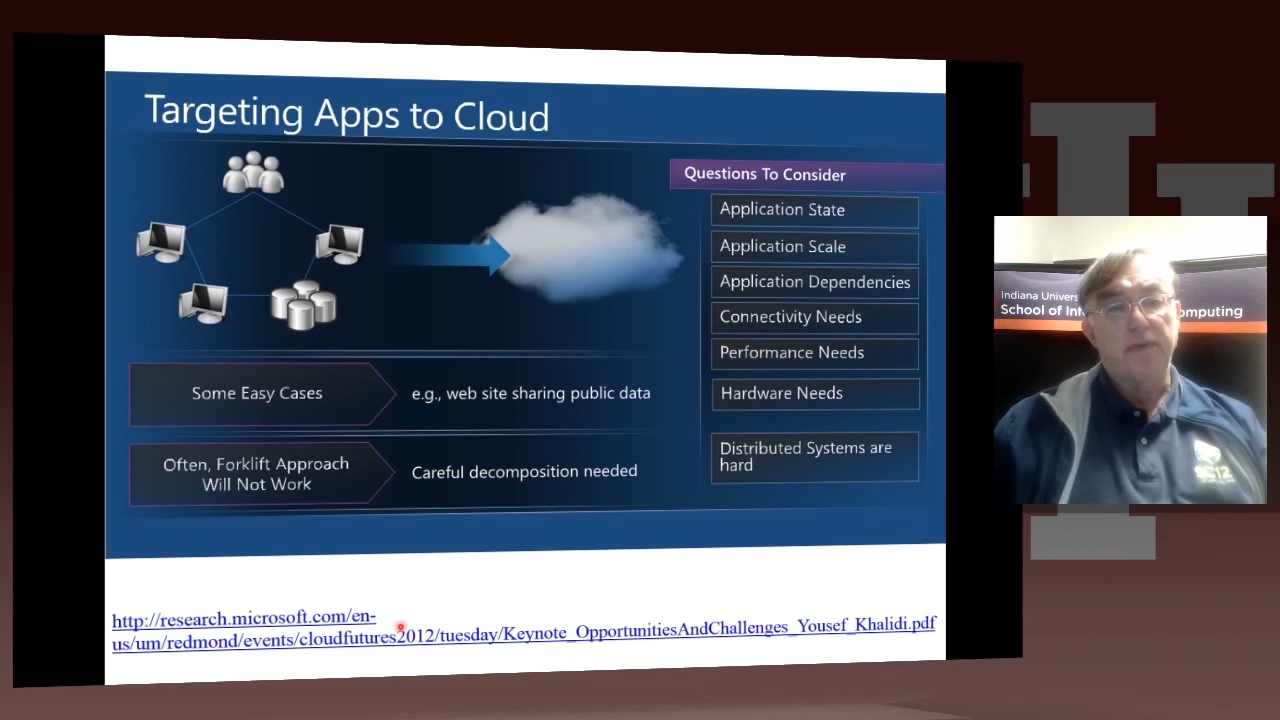 Targeting Apps to Cloud
Questions To Consider
Application State
Application Scale
Application Dependencies
Connectivity Needs
Performance Needs
Hardware Needs
Distributed Systems are
hard
Some Easy Cases
e.g., web site sharing public data
Often, Forklift Approach
Will Not Work
Careful decomposition needed
http://research.microsoft.com/en-
us/um/redmond/events/cloudfutures2012/tuesday/Keynote_OpportunitiesAndChallenges_Yousef_Khalidi.pdf
Indiana Univers
School of In
omputing